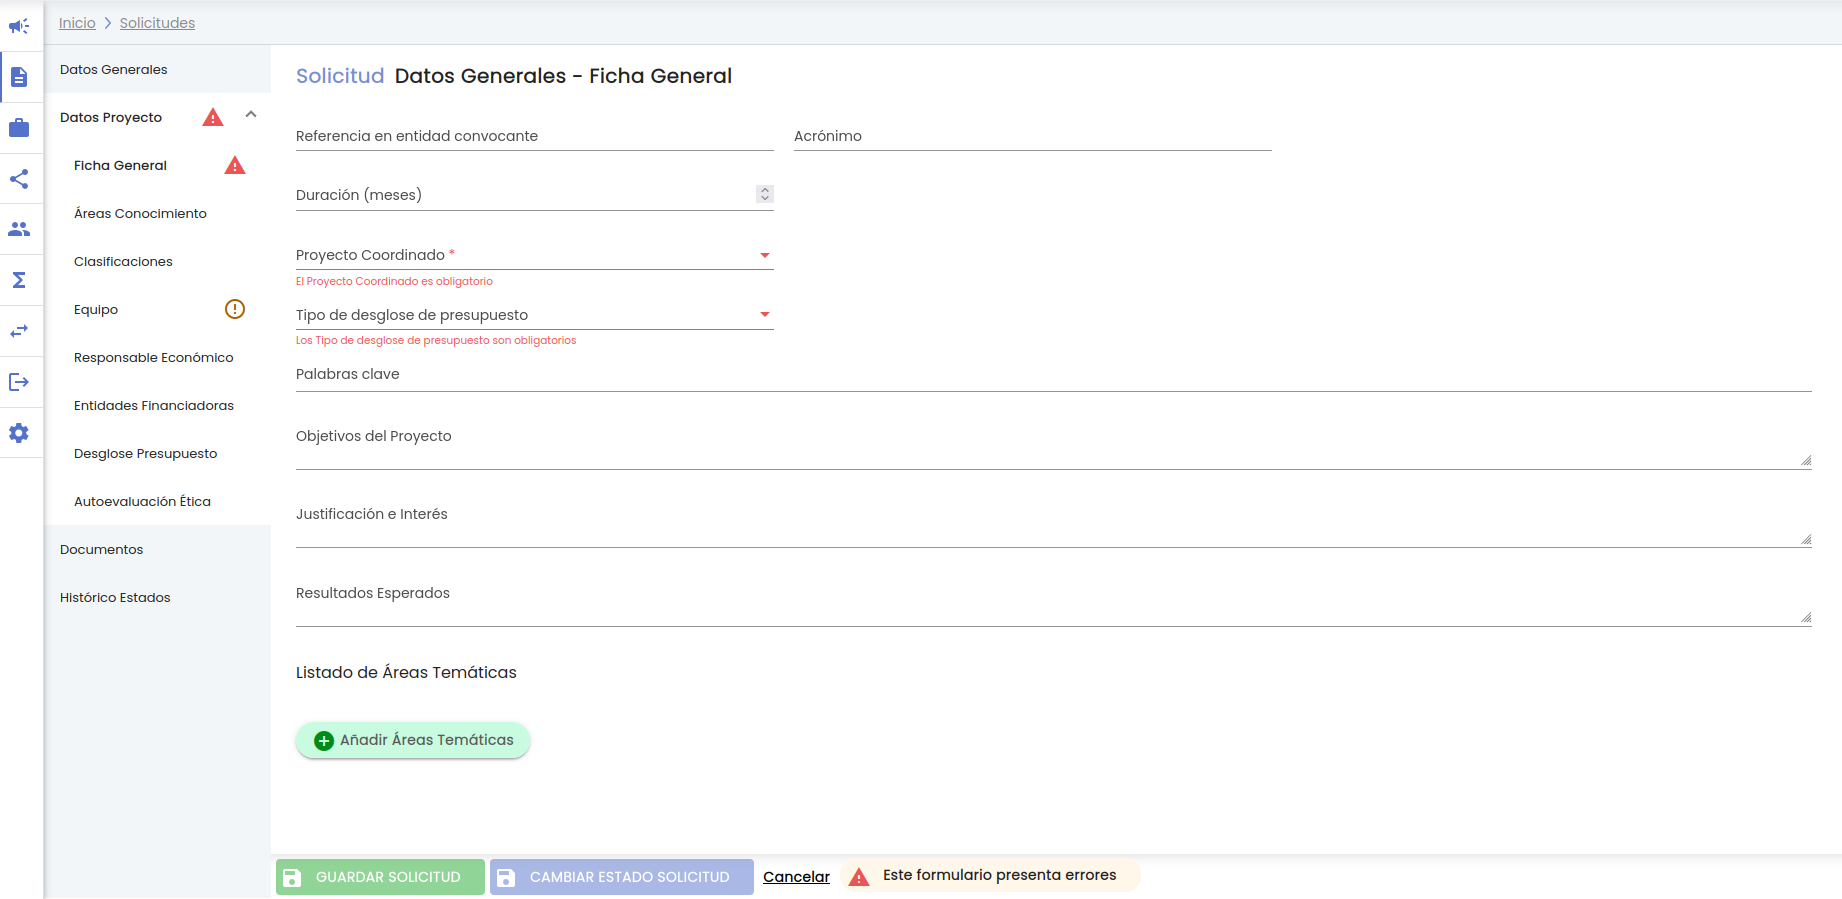 Inicio > Solicitudes
Datos Generales
Datos Proyecto
Ficha General
Áreas Conocimiento
Clasificaciones
Equipo
Responsable Económico
Entidades Financiadoras
Desglose Presupuesto
Autoevaluación Ética
Documentos
Histórico Estados
Solicitud Datos Generales - Ficha General
Referencia en entidad convocante
Acrónimo
Duración (meses)
Proyecto Coordinado *
El Proyecto Coordinado es obligatorio
Tipo de desglose de presupuesto
Los Tipo de desglose de presupuesto son obligatorios
Palabras clave
Objetivos del Proyecto
Justificación e Interés
Resultados Esperados
Listado de Áreas Temáticas
Añadir Áreas Temáticas
GUARDAR SOLICITUD
CAMBIAR ESTADO SOLICITUD
Cancelar
Este formulario presenta errores